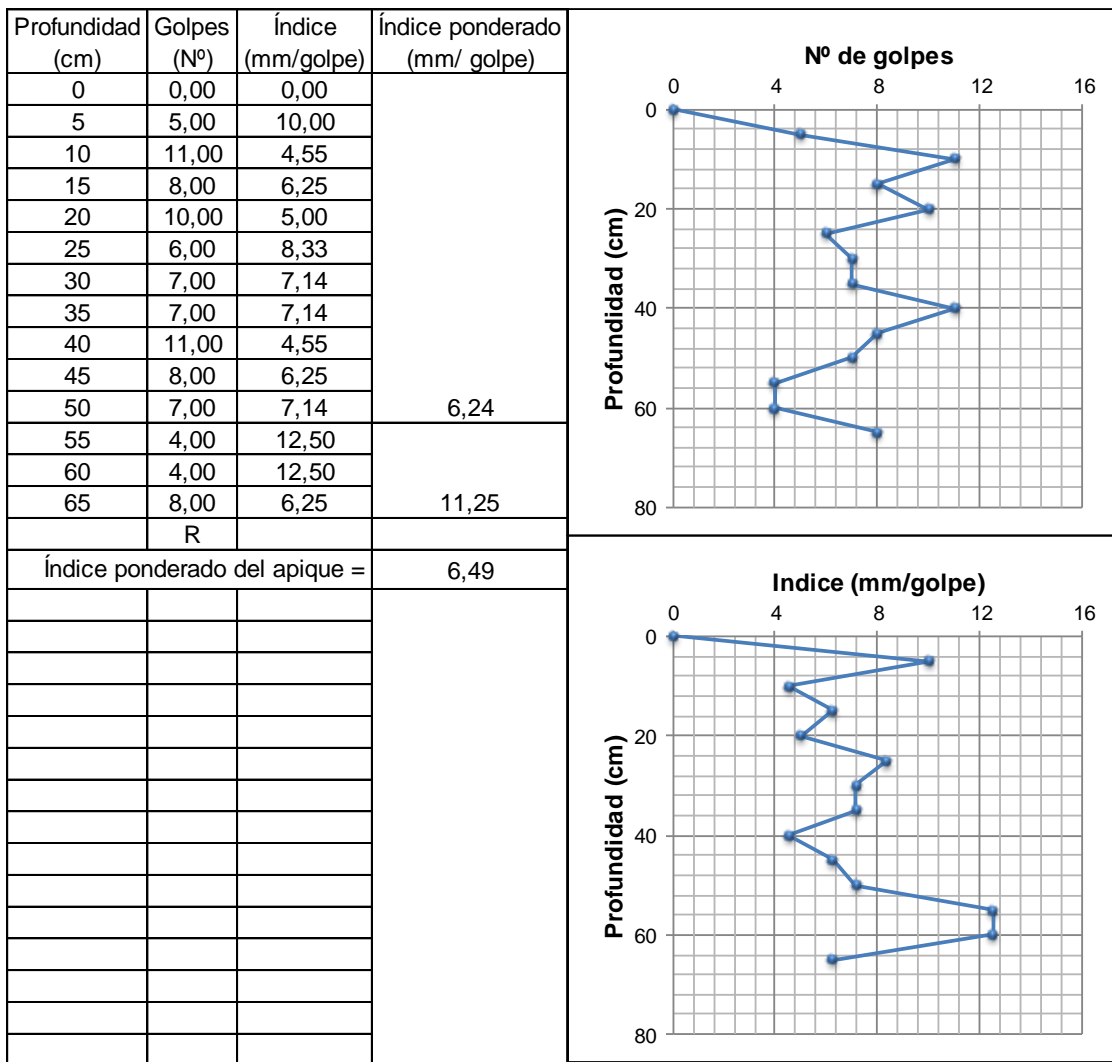 Profundidad Golpes Índice Índice ponderado
(cm) (Nº) (mm/golpe) (mm/ golpe)
0 0,00 0,00
5 5,00 10,00
10 11,00 4,55
15 8,00 6,25
20 10,00 5,00
25 6,00 8,33
30 7,00 7,14
35 7,00 7,14
40 11,00 4,55
45 8,00 6,25
50 7,00 7,14 6,24
55 4,00 12,50
60 4,00 12,50
65 8,00 6,25 11,25
R
Índice ponderado del apique = 6,49
Nº de golpes
0 4 8 12 16
0
20
40
60
80
Profundidad (cm)
Indice (mm/golpe)
0 4 8 12 16
0
20
40
60
80
Profundidad (cm)